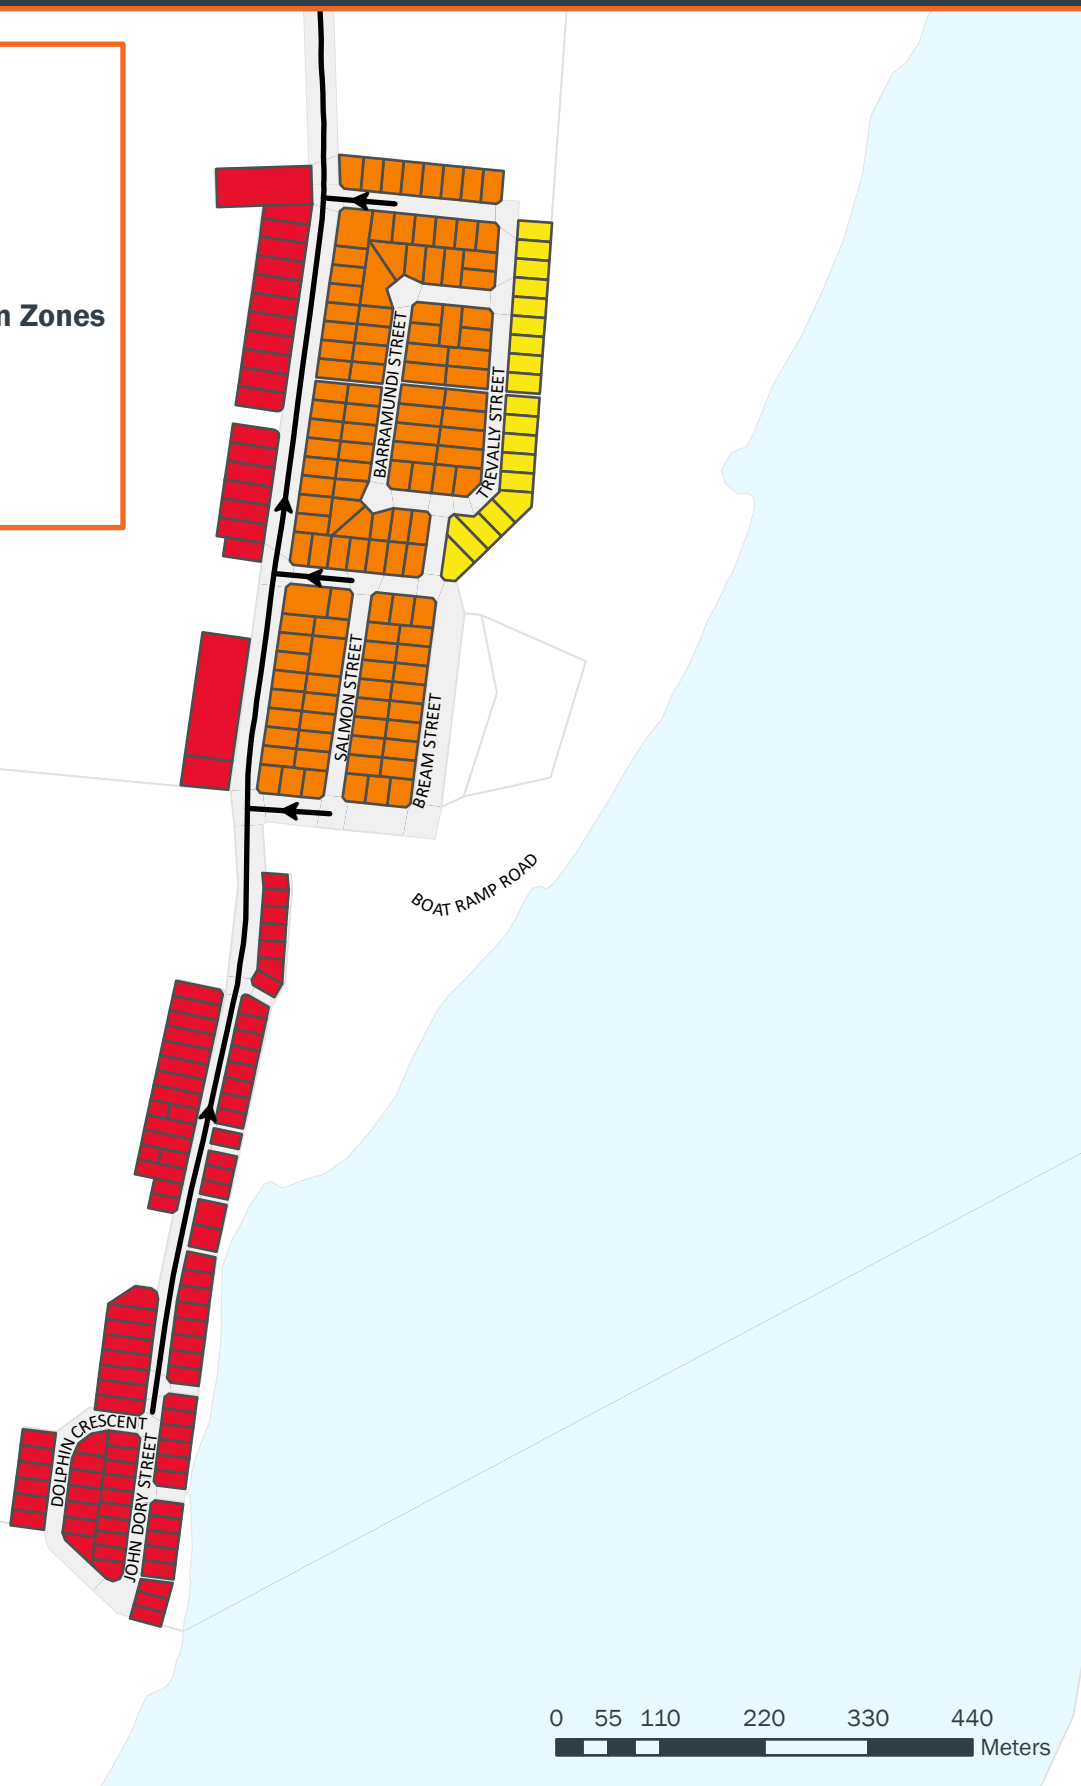 n Zones
BARRAMUNDI STREET
TREVALLY STREET
SALMON STREET
BREAM STREET
BOAT RAMP ROAD
DOLPHIN CRESCENT
JOHN DORY STREET
0 55 110 220 330 440
Meters